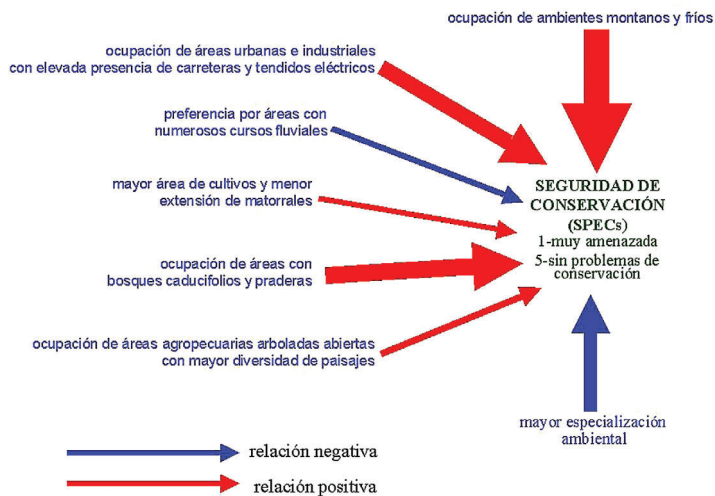 ocupación de ambientes montanos y fríos
ocupación de áreas urbanas e industriales
con elevada presencia de carreteras y tendidos eléctricos
preferencia por áreas con
numerosos cursos fluviales
mayor área de cultivos y menor
extensión de matorrales
ocupación de áreas con
bosques caducifolios y praderas
ocupación de áreas agropecuarias arboladas abiertas
con mayor diversidad de paisajes
SEGURIDAD DE
CONSERVACIÓN
(SPECs)
1-muy amenazada
5-sin problemas de
conservación
mayor especialización
ambiental
relación negativa
relación positiva